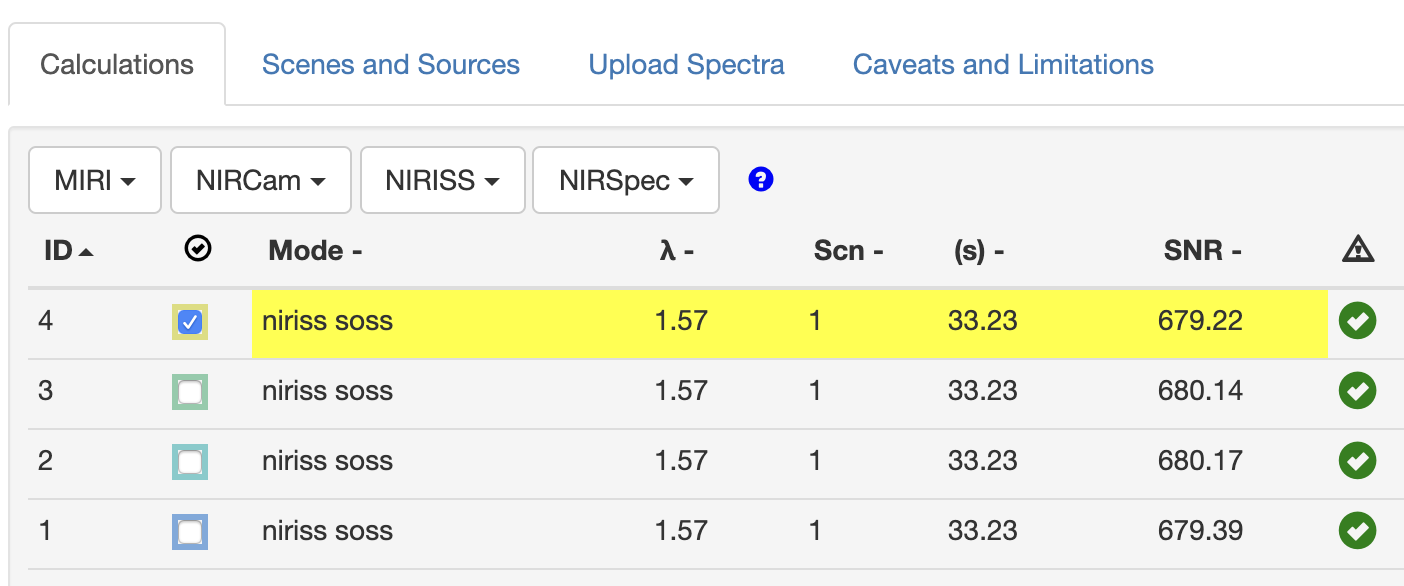 Calculations Scenes and Sources Upload Spectra Caveats and Limitations
MIRI NIRCam NIRISS NIRSpec ?
ID Mode - λ - Scn - (s) - SNR -
4 niriss soss 1.57 1 33.23 679.22
3 niriss soss 1.57 1 33.23 680.14
2 niriss soss 1.57 1 33.23 680.17
1 niriss soss 1.57 1 33.23 679.39